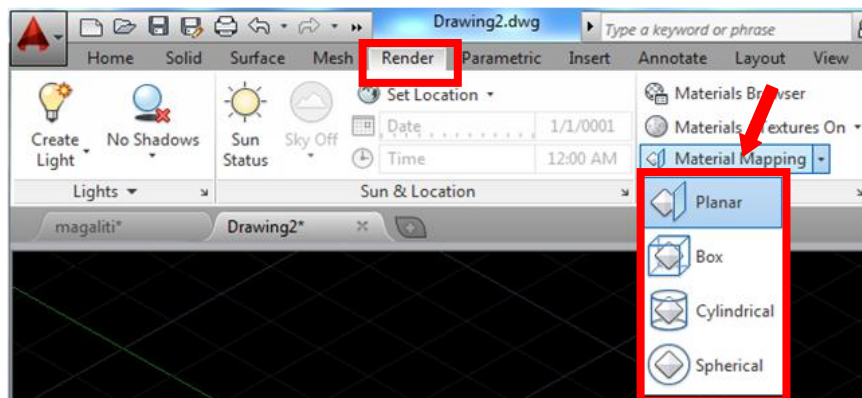 Drawing2.dwg
Type a keyword or phrase
Home Solid Surface Mesh Render Parametric Insert Annotate Layout View
Create Light
No Shadows
Sun Status
Sky Off
Set Location
Date 1/1/0001
Time 12:00 AM
Materials Browser
Materials / Textures On
Material Mapping
Lights
Sun & Location
Planar
Box
Cylindrical
Spherical
magaliti*
Drawing2*